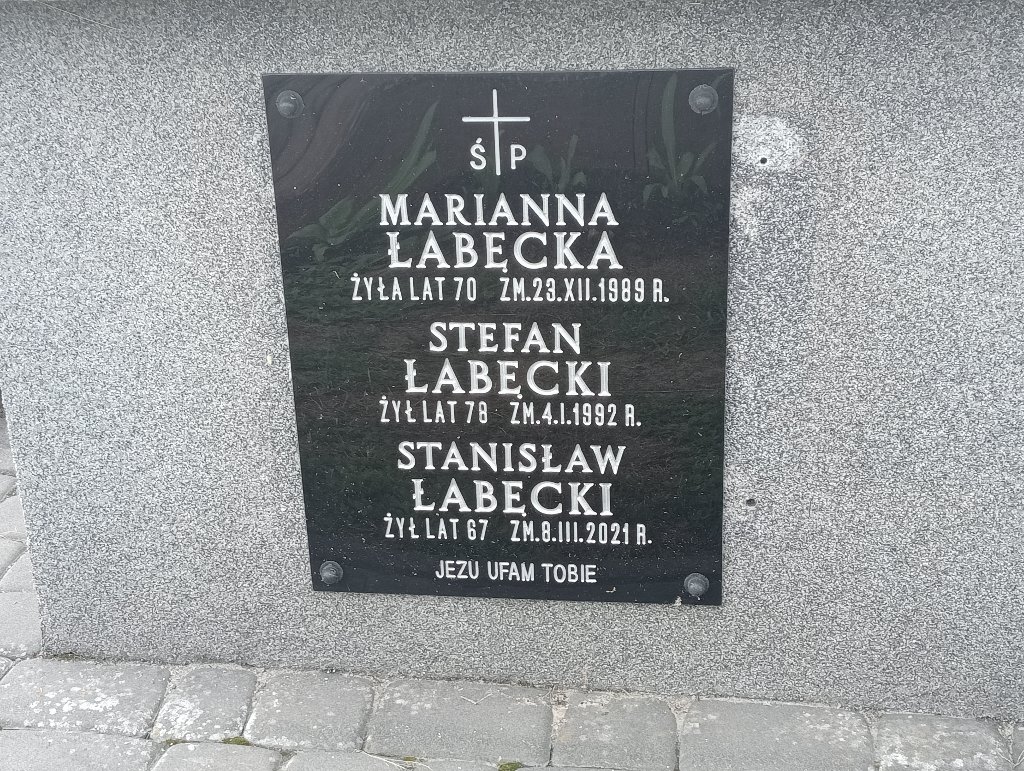 Ś P
MARIANNA
ŁABĘCKA
ŻYŁA LAT 70 ZM.23.XII.1989 R.
STEFAN
ŁABĘCKI
ŻYŁ LAT 78 ZM.4.I.1992 R.
STANISŁAW
ŁABĘCKI
ŻYŁ LAT 67 ZM.8.III.2021 R.
JEZU UFAM TOBIE